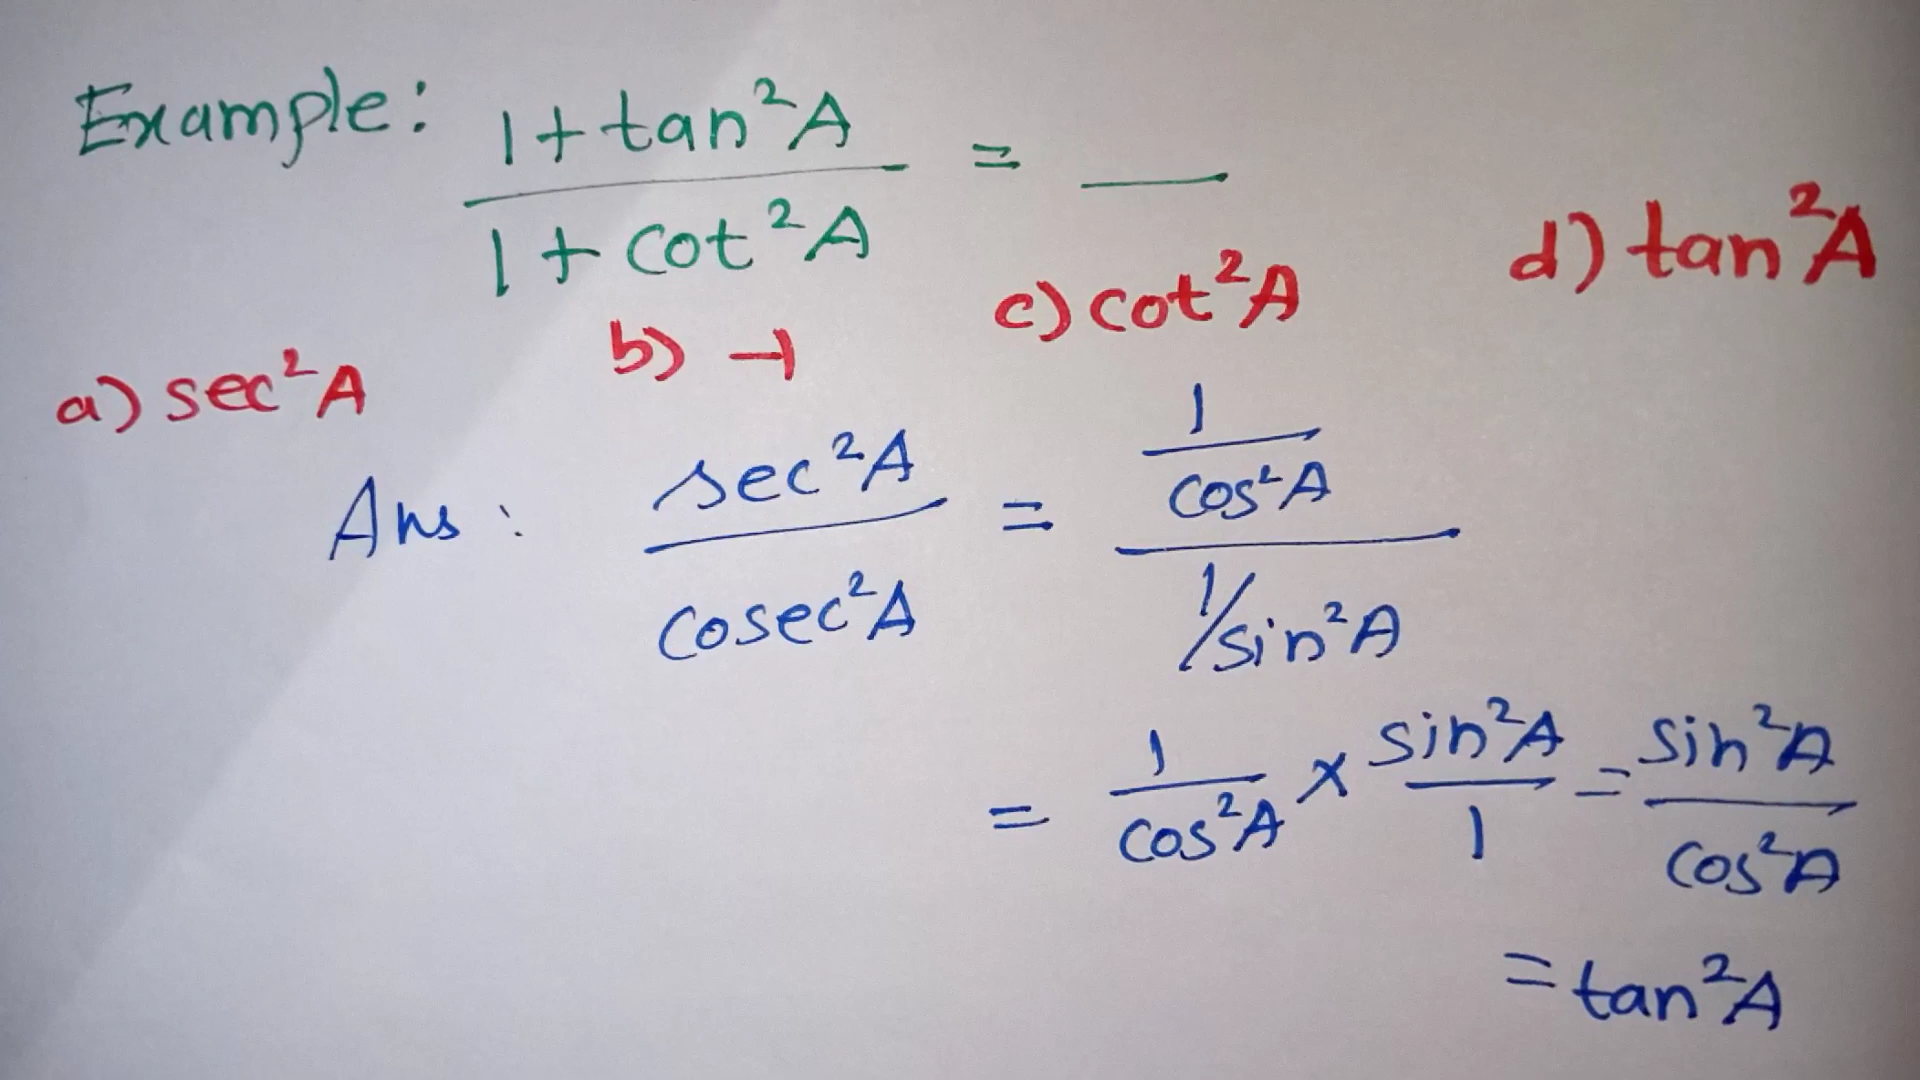 Example: 1 + tan²A / 1 + cot²A = __
a) sec²A b) -1 c) cot²A d) tan²A
Ans: sec²A / cosec²A = 1/cos²A / 1/sin²A
= 1/cos²A × sin²A/1 = sin²A/cos²A
= tan²A